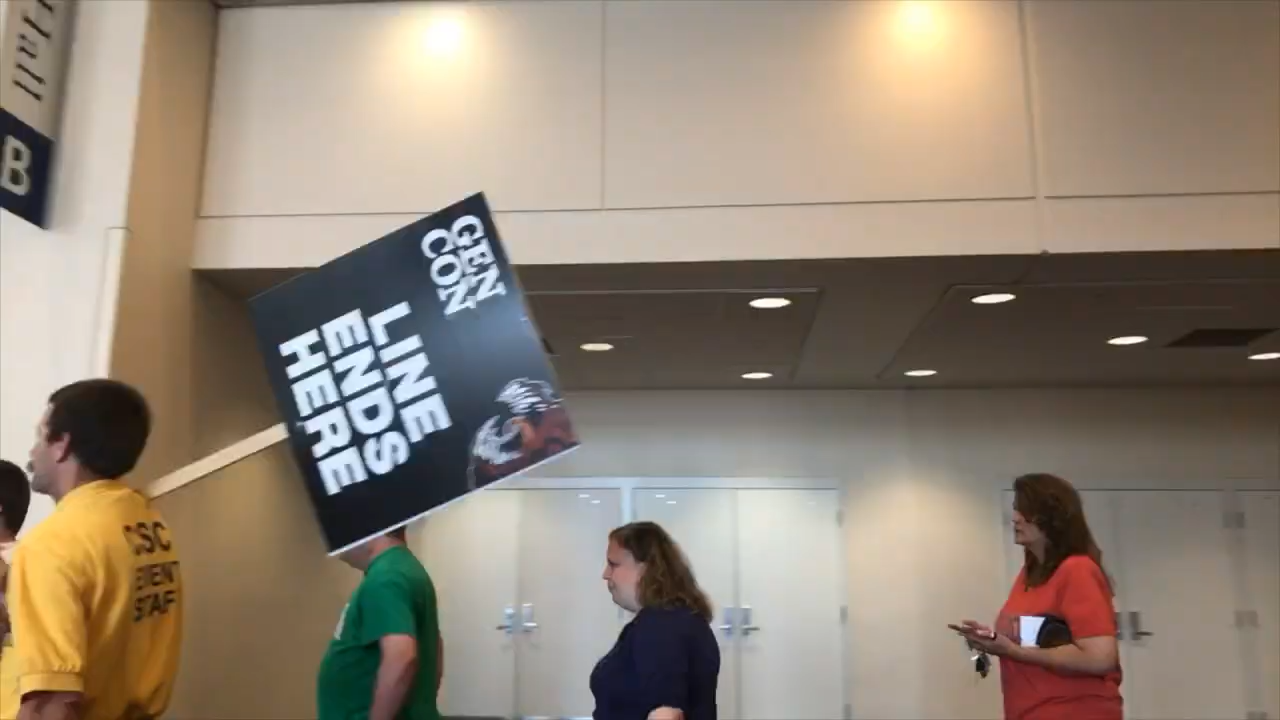 B
GEN
CON
LINE
ENDS
HERE
CSC
EVENT
STAFF